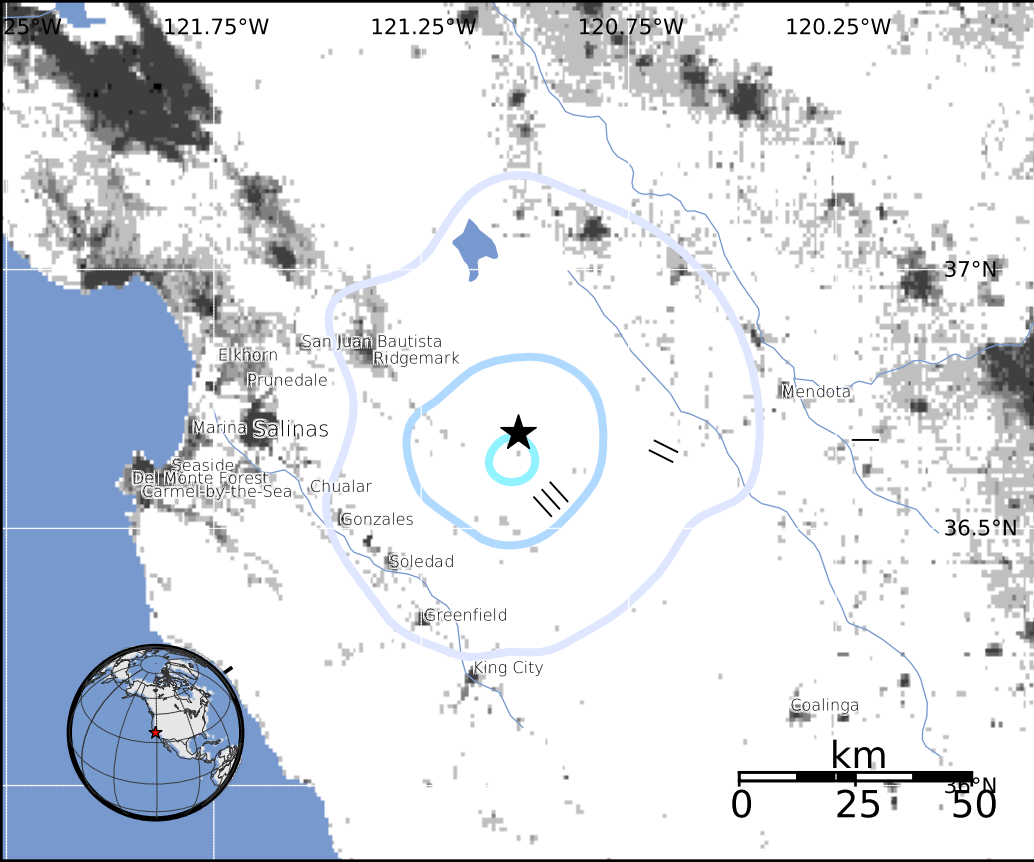 25°W 121.75°W 121.25°W 120.75°W 120.25°W
37°N
San Juan Bautista
Elkhorn
Ridgemark
Prunedale
Mendota
Marina
Salinas
Seaside
Del Monte Forest
Chualar
Carmel-by-the-Sea
Gonzales
36.5°N
Soledad
Greenfield
King City
Coalinga
km
36°N
0 25 50